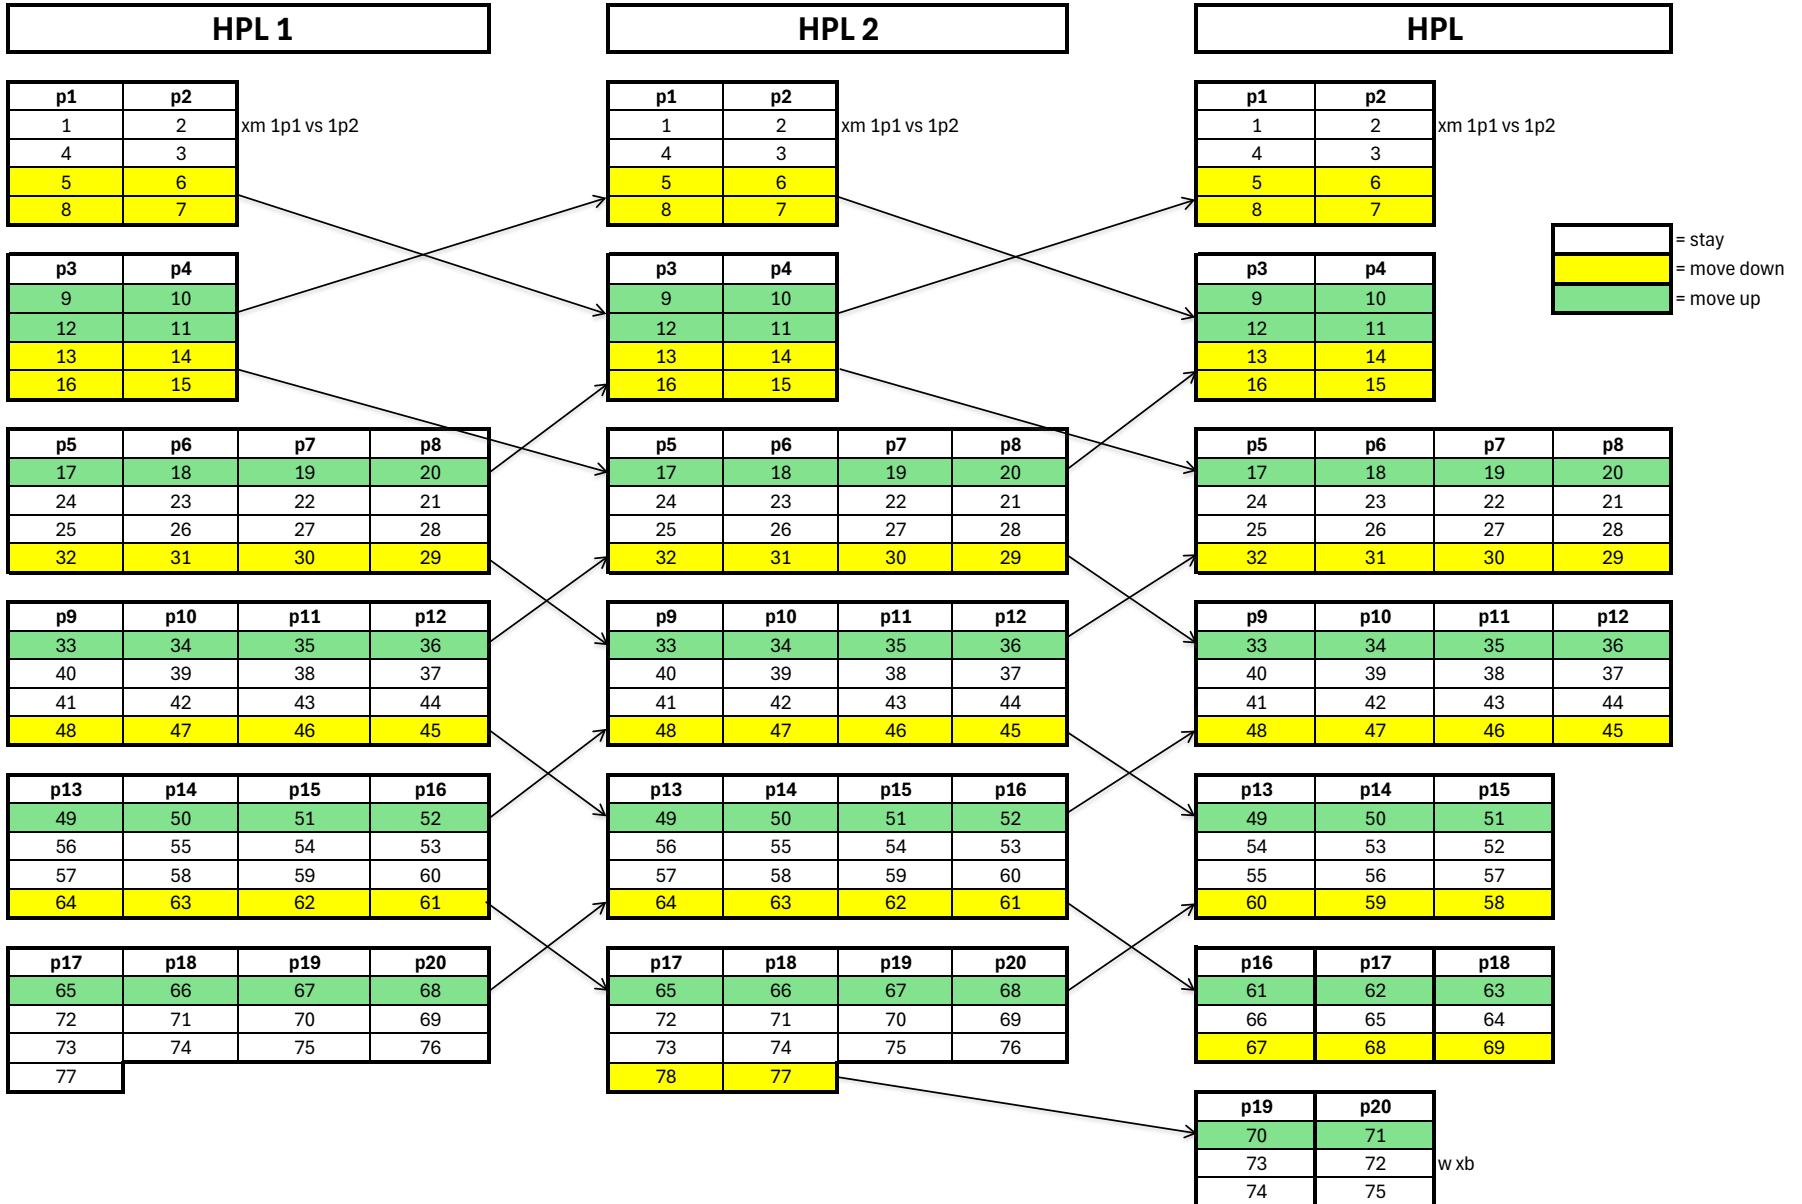 HPL 1 HPL 2 HPL
p1 p2 p1 p2 p1 p2
1 2 xm 1p1 vs 1p2 1 2 xm 1p1 vs 1p2 1 2 xm 1p1 vs 1p2
4 3 4 3 4 3
5 6 5 6 5 6
8 7 8 7 8 7
= stay
p3 p4 p3 p4 p3 p4 = move down
9 10 9 10 9 10 = move up
12 11 12 11 12 11
13 14 13 14 13 14
16 15 16 15 16 15
p5 p6 p7 p8 p5 p6 p7 p8 p5 p6 p7 p8
17 18 19 20 17 18 19 20 17 18 19 20
24 23 22 21 24 23 22 21 24 23 22 21
25 26 27 28 25 26 27 28 25 26 27 28
32 31 30 29 32 31 30 29 32 31 30 29
p9 p10 p11 p12 p9 p10 p11 p12 p9 p10 p11 p12
33 34 35 36 33 34 35 36 33 34 35 36
40 39 38 37 40 39 38 37 40 39 38 37
41 42 43 44 41 42 43 44 41 42 43 44
48 47 46 45 48 47 46 45 48 47 46 45
p13 p14 p15 p16 p13 p14 p15 p16 p13 p14 p15
49 50 51 52 49 50 51 52 49 50 51
56 55 54 53 56 55 54 53 54 53 52
57 58 59 60 57 58 59 60 55 56 57
64 63 62 61 64 63 62 61 60 59 58
p17 p18 p19 p20 p17 p18 p19 p20 p16 p17 p18
65 66 67 68 65 66 67 68 61 62 63
72 71 70 69 72 71 70 69 66 65 64
73 74 75 76 73 74 75 76 67 68 69
77 78 77
p19 p20
70 71
73 72 w xb
74 75